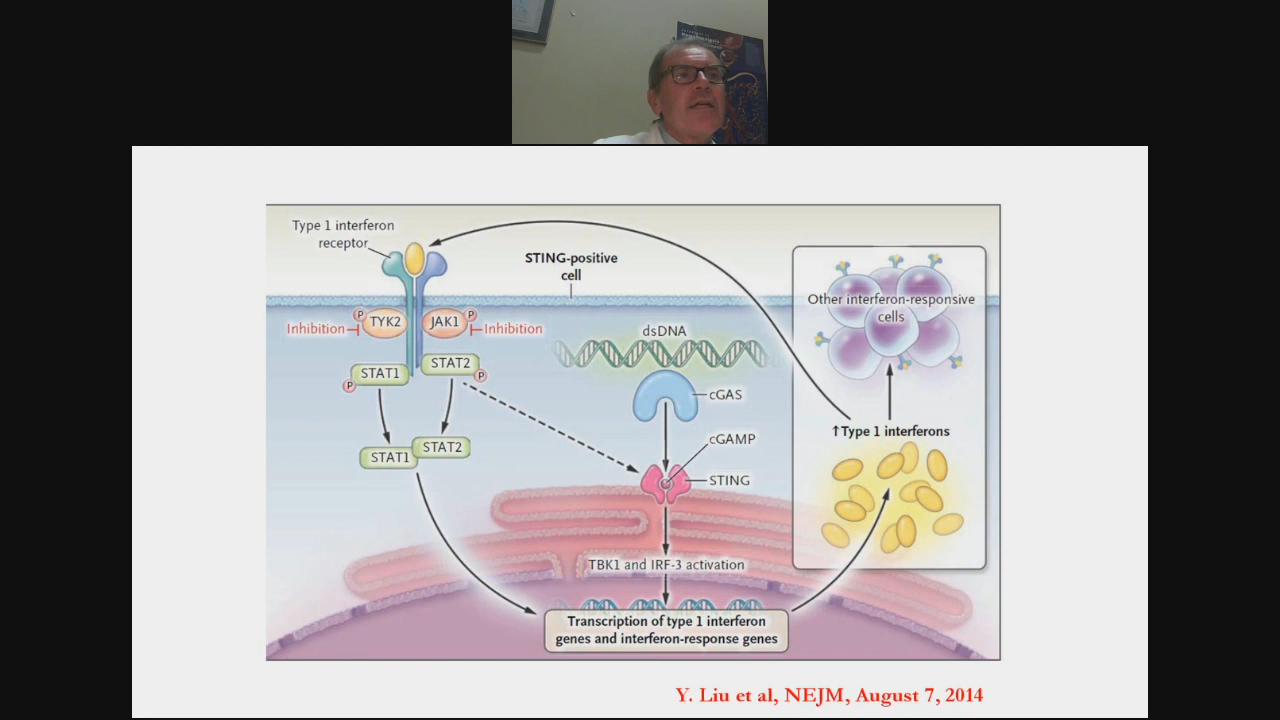 Type 1 interferon
receptor
STING-positive
cell
Inhibition
P
TYK2
JAK1
P
Inhibition
STAT1
P
STAT2
P
STAT1
STAT2
dsDNA
cGAS
cGAMP
STING
TBK1 and IRF-3 activation
Transcription of type 1 interferon
genes and interferon-response genes
Other interferon-responsive
cells
↑Type 1 interferons
Y. Liu et al, NEJM, August 7, 2014